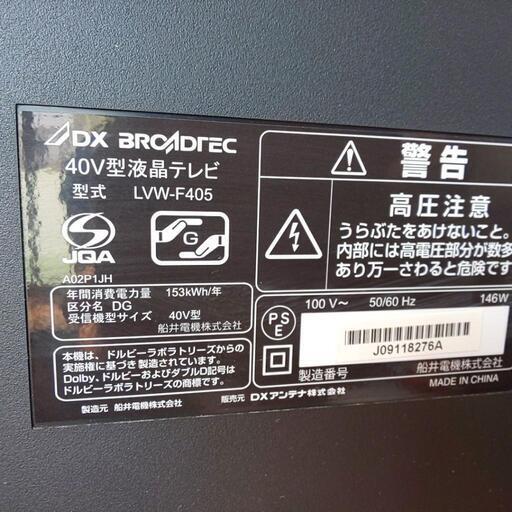 DX BROADTEC
40V型液晶テレビ
型式 LVW-F405
JQA
G
A02P1JH
年間消費電力量 153kWh/年
区分名 DG
受信機型サイズ 40V型
船井電機株式会社
本機は、ドルビーラボラトリーズからの
実施権に基づき製造されています。
Dolby、ドルビーおよびダブルD記号は
ドルビーラボラトリーズの商標です。
製造元 船井電機株式会社
販売元 DXアンテナ株式会社
警告
高圧注意
うらぶたをあけないこと。
内部には高電圧部分が数多
あり万一さわると危険です
PSE
100 V～ 50/60 Hz 146W
J09118276A
製造番号
船井電機株式会社
MADE IN CHINA